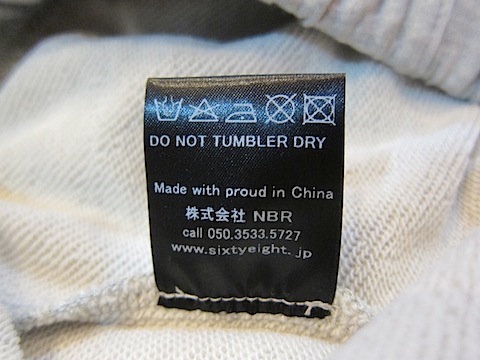 DO NOT TUMBLER DRY
Made with proud in China
株式会社 NBR
call 050.3533.5727
www.sixtyeight.jp